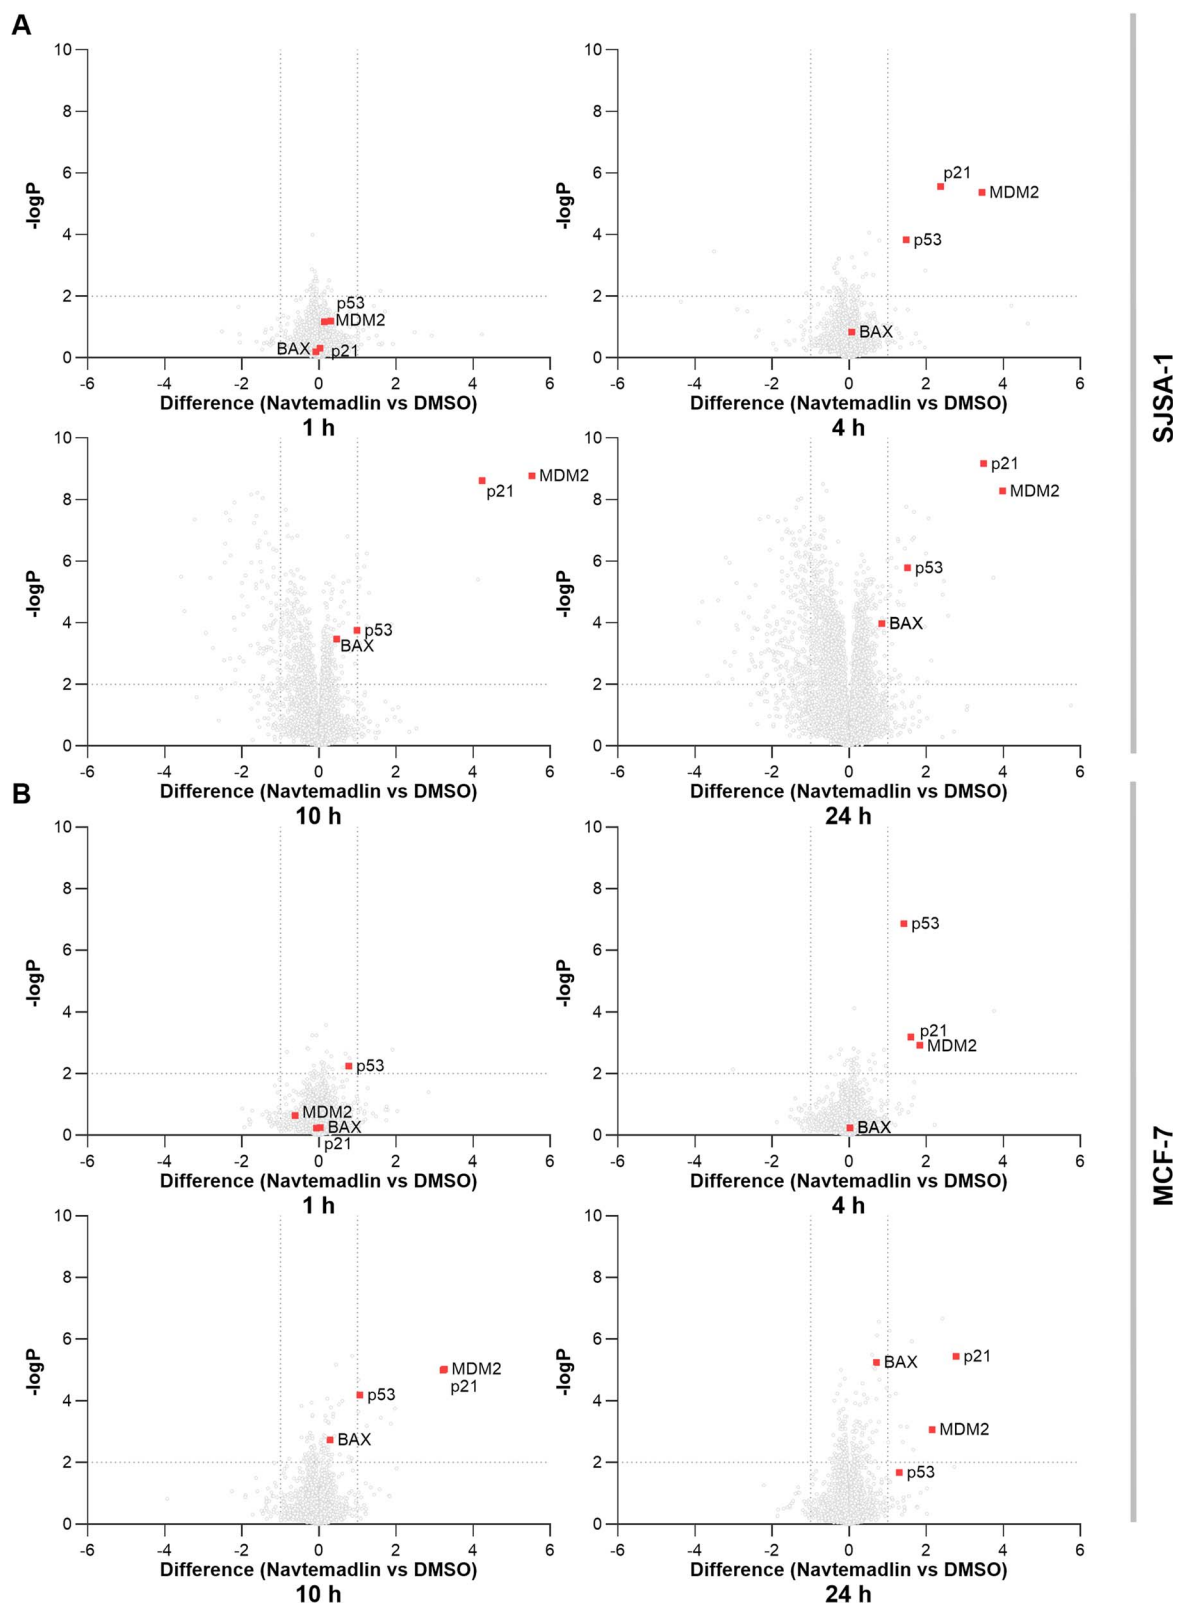 A
10
8
6
4
2
0
-logP
p53
MDM2
BAX
p21
-6 -4 -2 0 2 4 6
Difference (Navtemadlin vs DMSO)
1 h
10
8
6
4
2
0
-logP
p21
MDM2
p53
BAX
-6 -4 -2 0 2 4 6
Difference (Navtemadlin vs DMSO)
4 h
10
8
6
4
2
0
-logP
MDM2
p21
p53
BAX
-6 -4 -2 0 2 4 6
Difference (Navtemadlin vs DMSO)
10 h
10
8
6
4
2
0
-logP
p21
MDM2
p53
BAX
-6 -4 -2 0 2 4 6
Difference (Navtemadlin vs DMSO)
24 h
SJSA-1
B
10
8
6
4
2
0
-logP
p53
MDM2
BAX
p21
-6 -4 -2 0 2 4 6
Difference (Navtemadlin vs DMSO)
1 h
10
8
6
4
2
0
-logP
p53
p21
MDM2
BAX
-6 -4 -2 0 2 4 6
Difference (Navtemadlin vs DMSO)
4 h
10
8
6
4
2
0
-logP
MDM2
p21
p53
BAX
-6 -4 -2 0 2 4 6
Difference (Navtemadlin vs DMSO)
10 h
10
8
6
4
2
0
-logP
p21
BAX
MDM2
p53
-6 -4 -2 0 2 4 6
Difference (Navtemadlin vs DMSO)
24 h
MCF-7